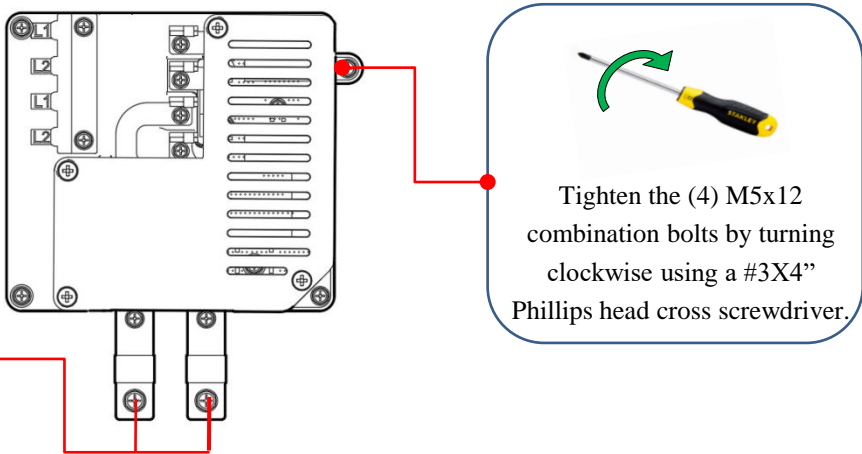 L1
L2
L1
L2
STANLEY
Tighten the (4) M5x12
combination bolts by turning
clockwise using a #3X4”
Phillips head cross screwdriver.